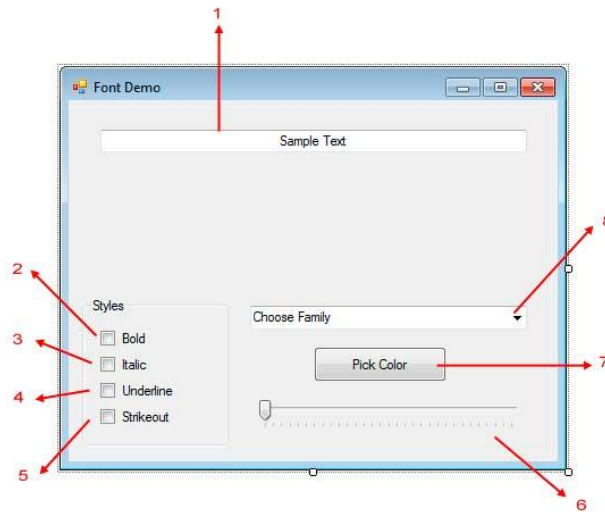 1
Font Demo
Sample Text
8
2
Styles
Choose Family
Bold
3
Italic
Pick Color
7
4
Underline
Strikeout
5
6